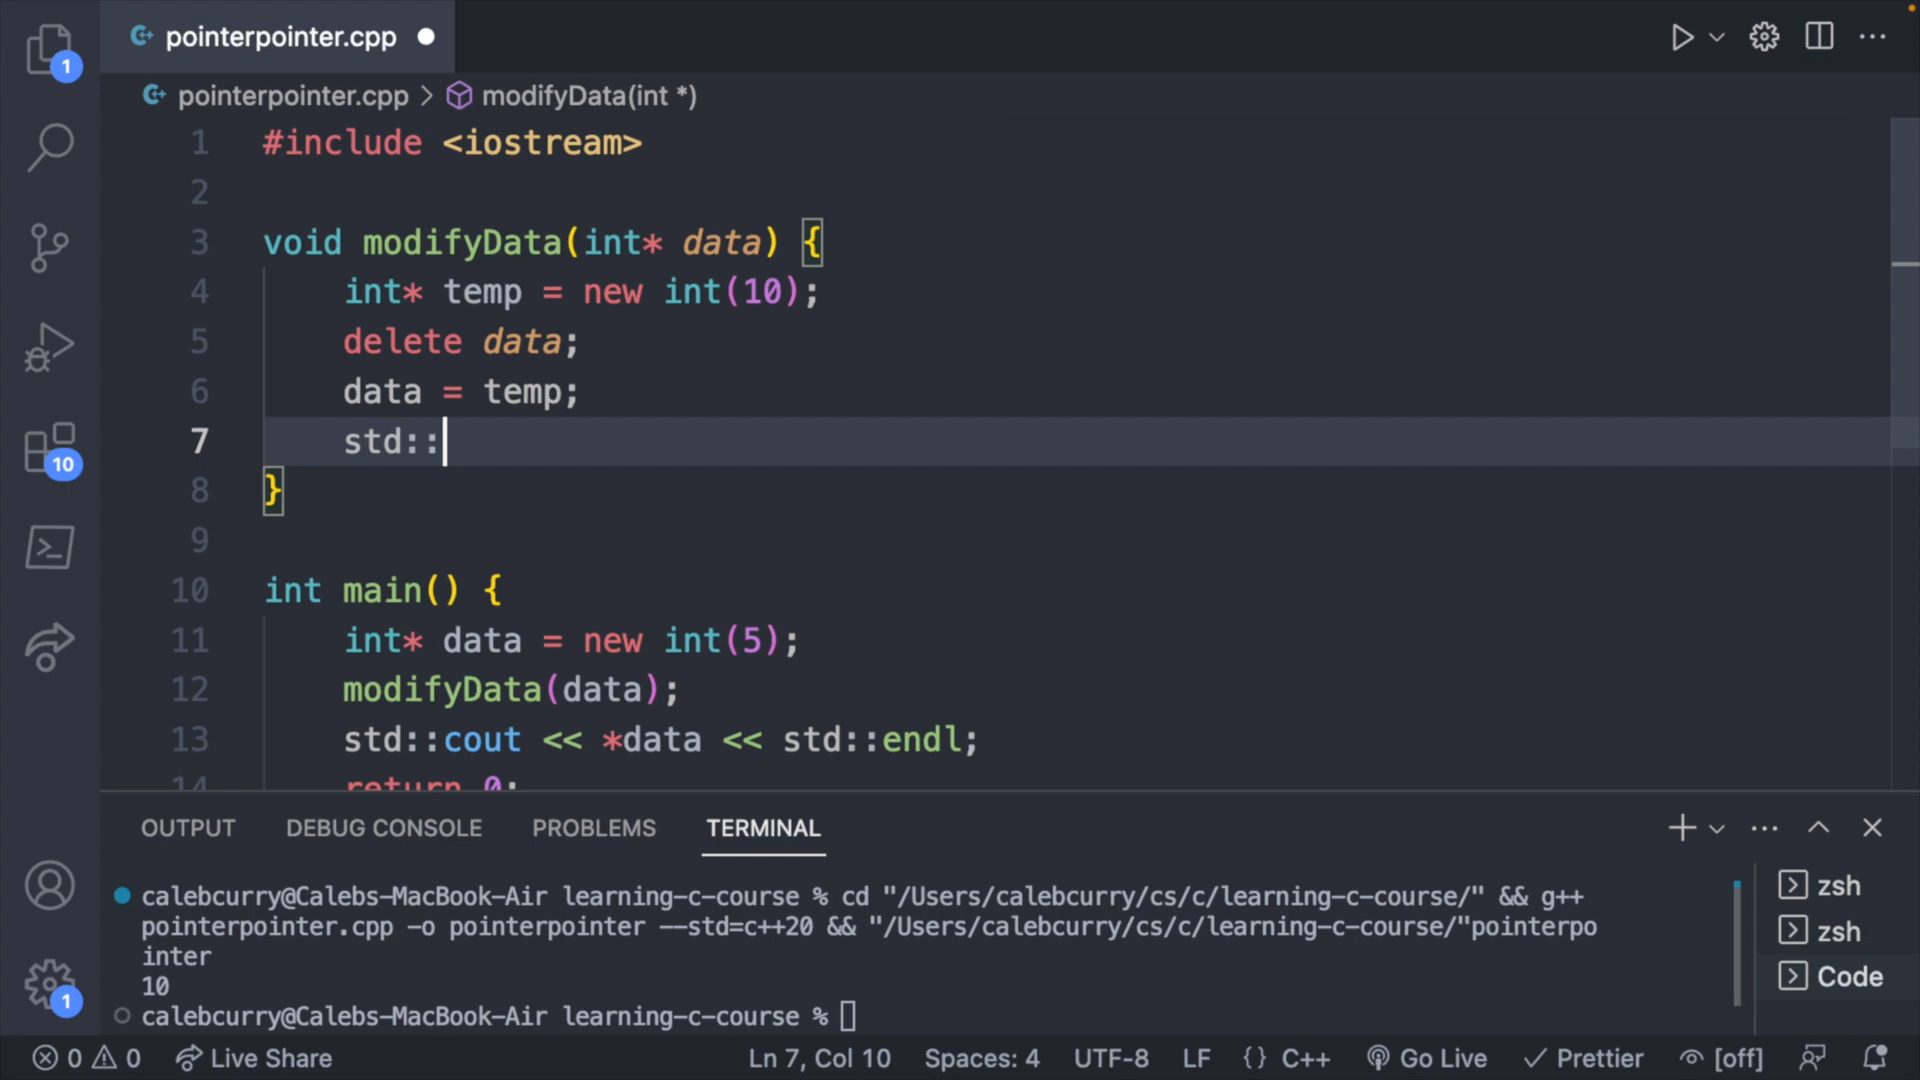 pointerpointer.cpp
pointerpointer.cpp > modifyData(int *)
1 #include <iostream>
2
3 void modifyData(int* data) {
4 int* temp = new int(10);
5 delete data;
6 data = temp;
7 std::
8 }
9
10 int main() {
11 int* data = new int(5);
12 modifyData(data);
13 std::cout << *data << std::endl;
14 return 0;
1
10
1
OUTPUT DEBUG CONSOLE PROBLEMS TERMINAL
calebcurry@Calebs-MacBook-Air learning-c-course % cd "/Users/calebcurry/cs/c/learning-c-course/" && g++
pointerpointer.cpp -o pointerpointer --std=c++20 && "/Users/calebcurry/cs/c/learning-c-course/"pointerpo
inter
10
calebcurry@Calebs-MacBook-Air learning-c-course %
zsh
zsh
Code
0 0 Live Share Ln 7, Col 10 Spaces: 4 UTF-8 LF {} C++ Go Live Prettier [off]